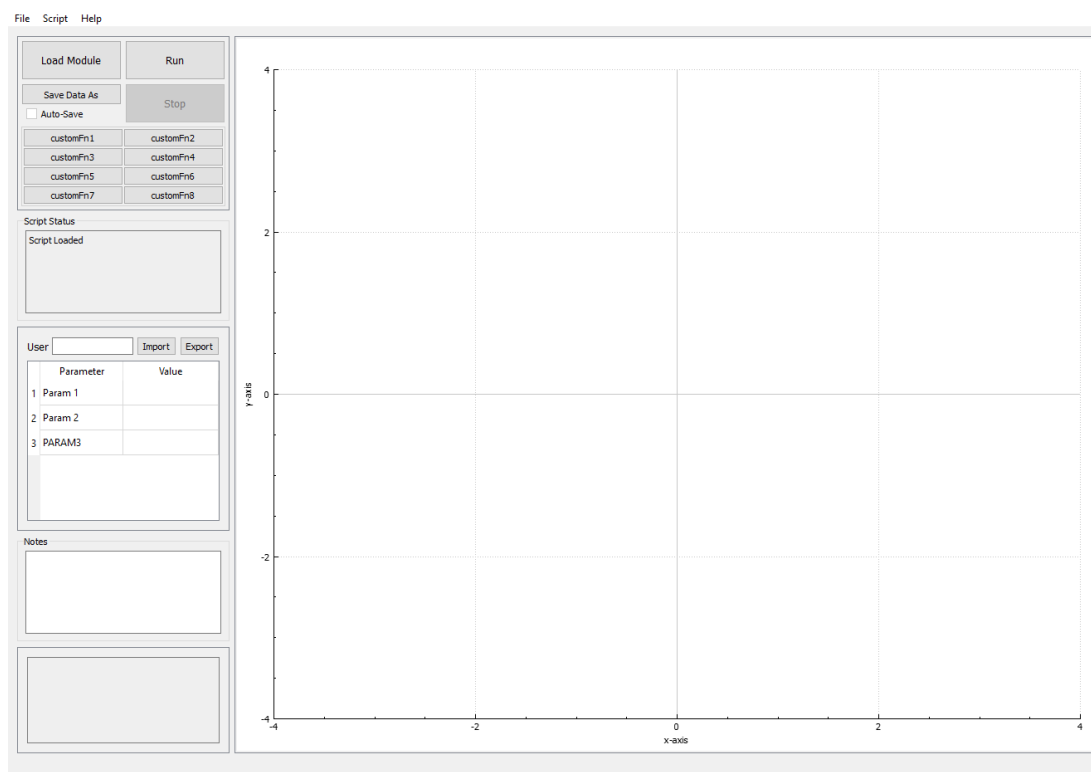 File Script Help
Load Module Run
Save Data As Stop
Auto-Save
customFn1 customFn2
customFn3 customFn4
customFn5 customFn6
customFn7 customFn8
Script Status
Script Loaded
User Import Export
Parameter Value
1 Param 1
2 Param 2
3 PARAM3
Notes
4
2
0
-2
-4
y-axis
-4 -2 0 2 4
x-axis